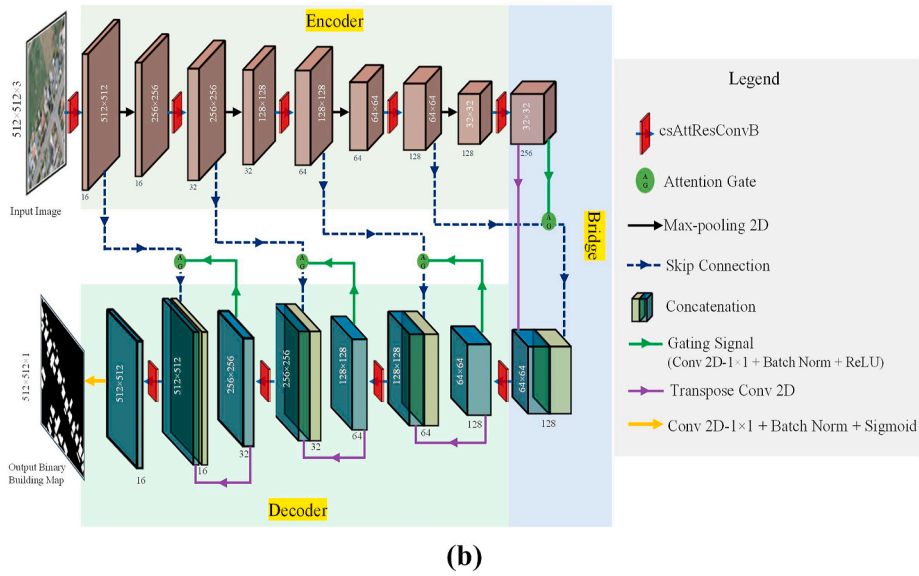 Encoder
512×512×3
512×512
256×256
256×256
128×128
128×128
64×64
64×64
32×32
32×32
16
16
32
32
64
64
128
128
256
Input Image
A
G
Bridge
A
G
A
G
A
G
512×512×1
512×512
512×512
256×256
256×256
128×128
128×128
64×64
64×64
16
16
32
32
64
64
128
128
Output Binary
Building Map
Decoder
Legend
csAttResConvB
A
G
Attention Gate
Max-pooling 2D
Skip Connection
Concatenation
Gating Signal
(Conv 2D-1×1 + Batch Norm + ReLU)
Transpose Conv 2D
Conv 2D-1×1 + Batch Norm + Sigmoid
(b)